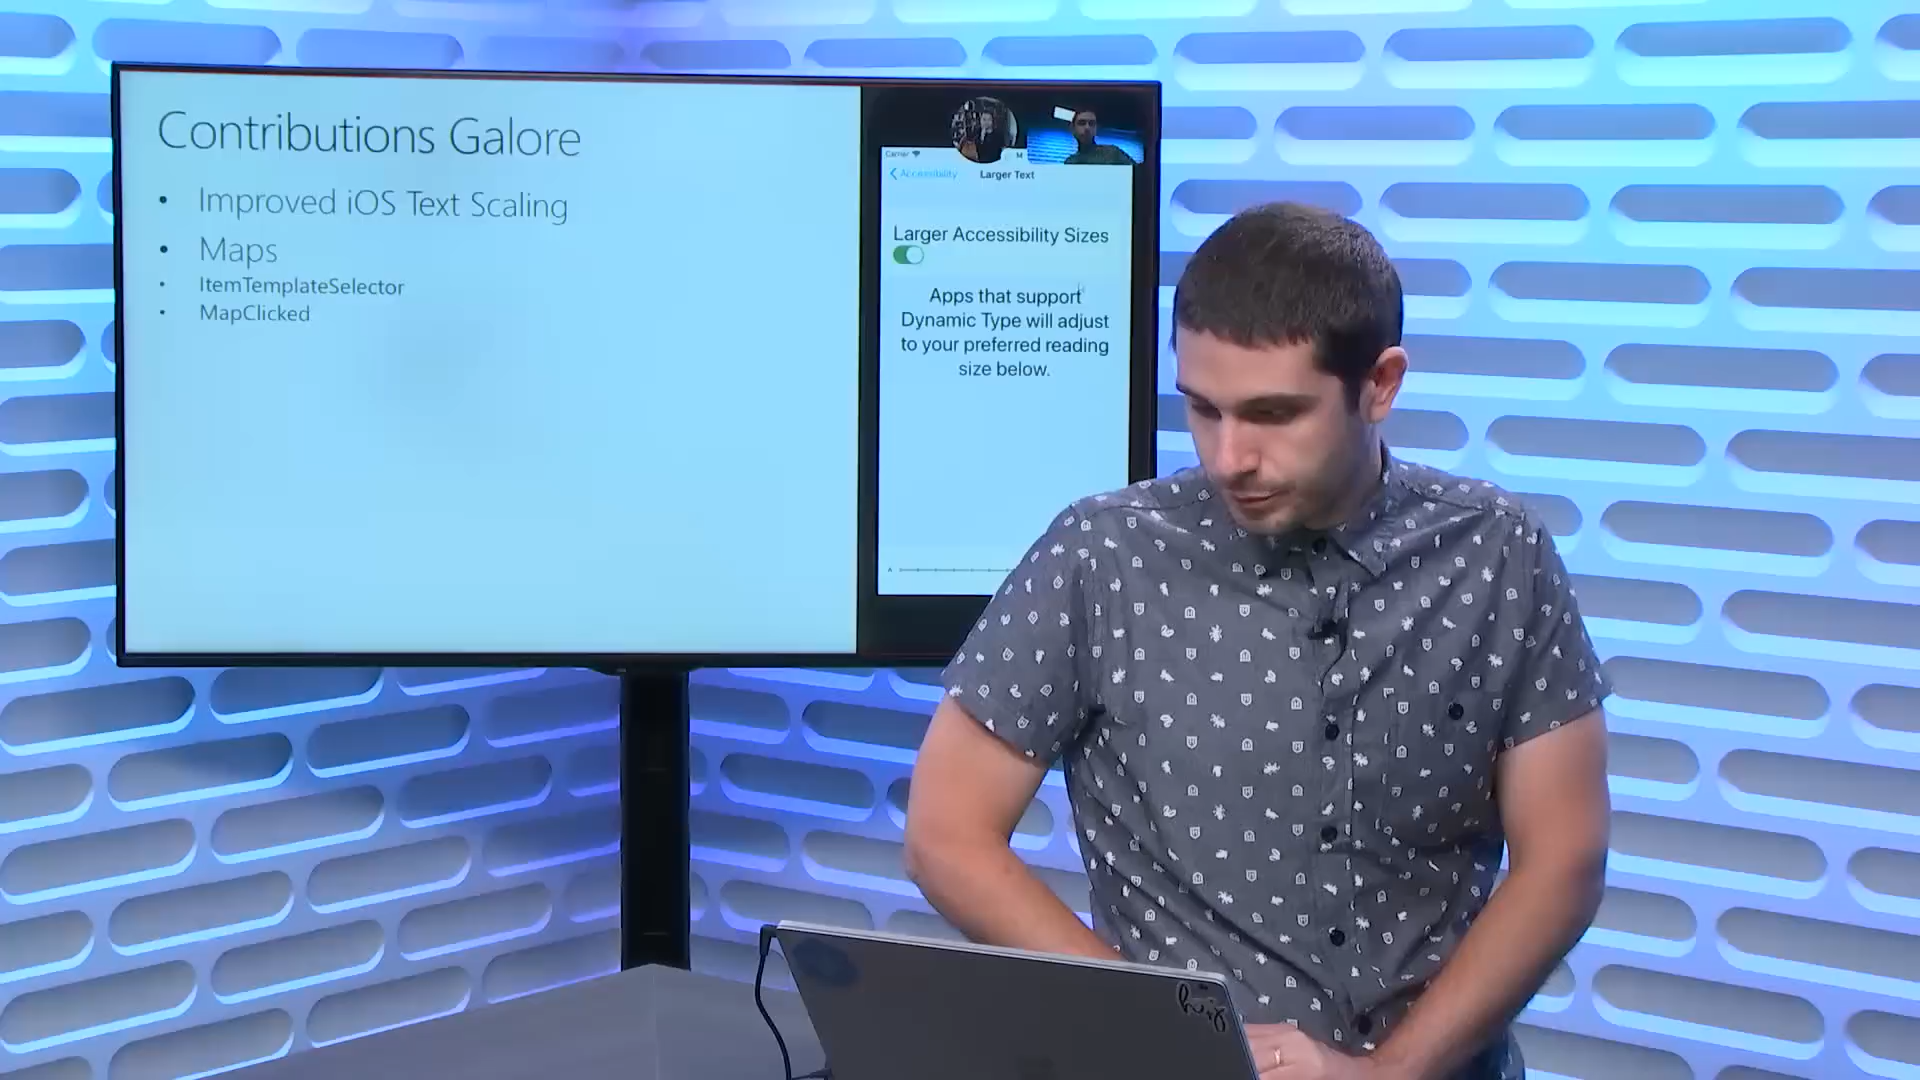 Contributions Galore
• Improved iOS Text Scaling
• Maps
• ItemTemplateSelector
• MapClicked
Carrier
M
Accessibility
Larger Text
Larger Accessibility Sizes
Apps that support
Dynamic Type will adjust
to your preferred reading
size below.
A